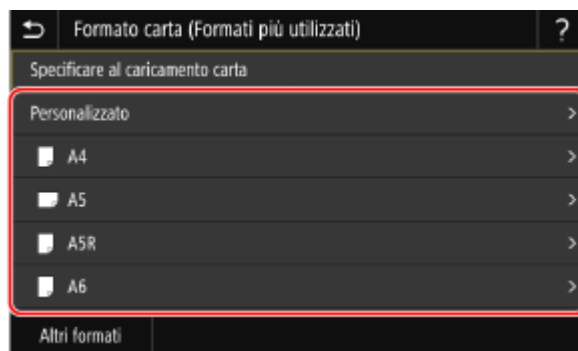 Formato carta (Formati più utilizzati) ?
Specificare al caricamento carta
Personalizzato >
A4 >
A5 >
A5R >
A6 >
Altri formati